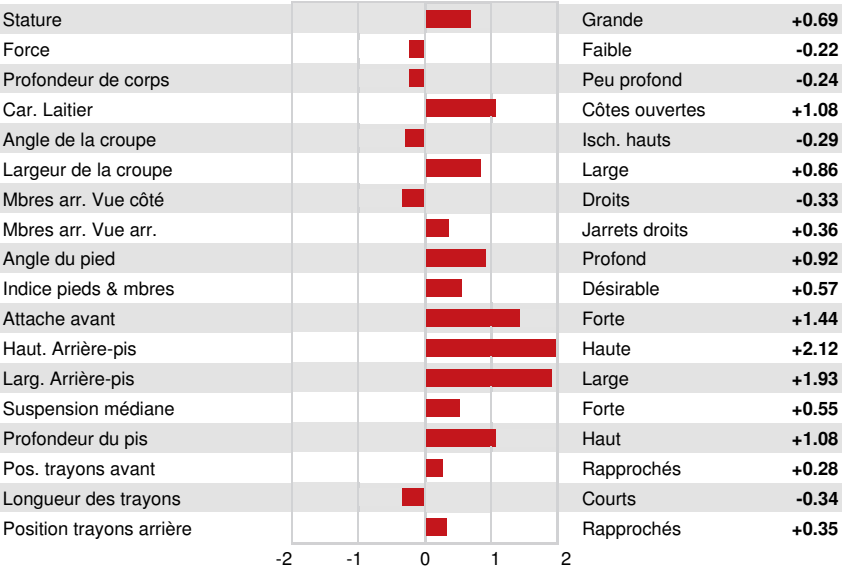 Stature Grande +0.69
Force Faible -0.22
Profondeur de corps Peu profond -0.24
Car. Laitier Côtes ouvertes +1.08
Angle de la croupe Isch. hauts -0.29
Largeur de la croupe Large +0.86
Mbres arr. Vue côté Droits -0.33
Mbres arr. Vue arr. Jarrets droits +0.36
Angle du pied Profond +0.92
Indice pieds & mbres Désirable +0.57
Attache avant Forte +1.44
Haut. Arrière-pis Haute +2.12
Larg. Arrière-pis Large +1.93
Suspension médiane Forte +0.55
Profondeur du pis Haut +1.08
Pos. trayons avant Rapprochés +0.28
Longueur des trayons Courts -0.34
Position trayons arrière Rapprochés +0.35
-2 -1 0 1 2